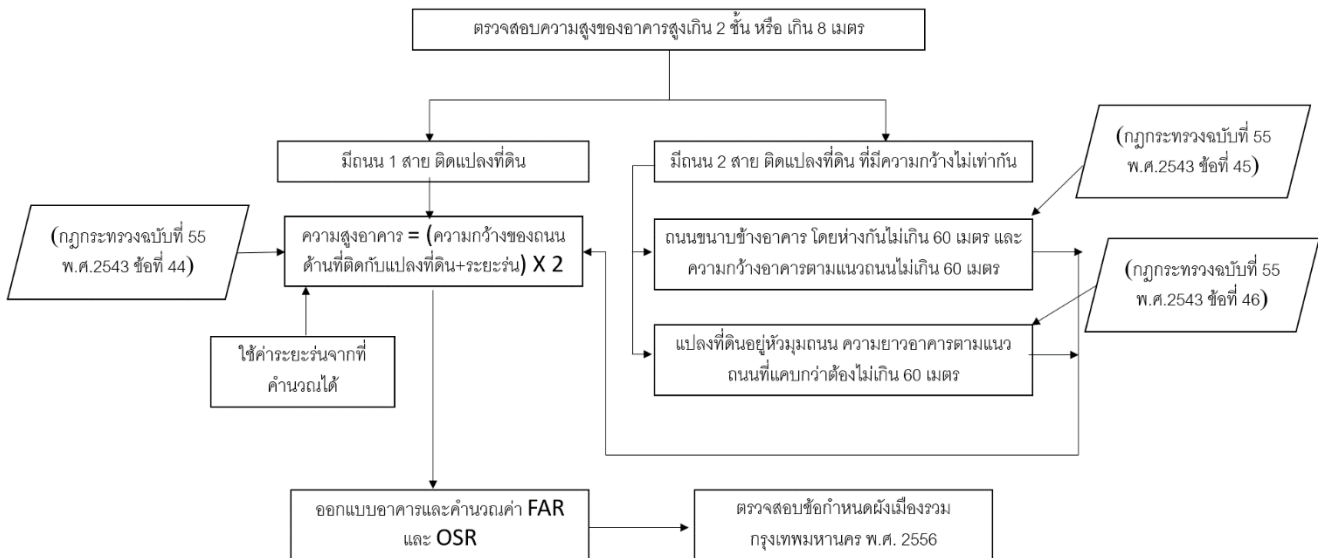 ตรวจสอบความสูงของอาคารสูงเกิน 2 ชั้น หรือ เกิน 8 เมตร
มีถนน 1 สาย ติดแปลงที่ดิน
มีถนน 2 สาย ติดแปลงที่ดิน ที่มีความกว้างไม่เท่ากัน
(กฎกระทรวงฉบับที่ 55
พ.ศ.2543 ข้อที่ 45)
(กฎกระทรวงฉบับที่ 55
พ.ศ.2543 ข้อที่ 44)
ความสูงอาคาร = (ความกว้างของถนน
ด้านที่ติดกับแปลงที่ดิน+ระยะร่น) X 2
ถนนขนาบข้างอาคาร โดยห่างกันไม่เกิน 60 เมตร และ
ความกว้างอาคารตามแนวถนนไม่เกิน 60 เมตร
(กฎกระทรวงฉบับที่ 55
พ.ศ.2543 ข้อที่ 46)
ใช้ค่าระยะร่นจากที่
คำนวณได้
แปลงที่ดินอยู่หัวมุมถนน ความยาวอาคารตามแนว
ถนนที่แคบกว่าต้องไม่เกิน 60 เมตร
ออกแบบอาคารและคำนวณค่า FAR
และ OSR
ตรวจสอบข้อกำหนดผังเมืองรวม
กรุงเทพมหานคร พ.ศ. 2556